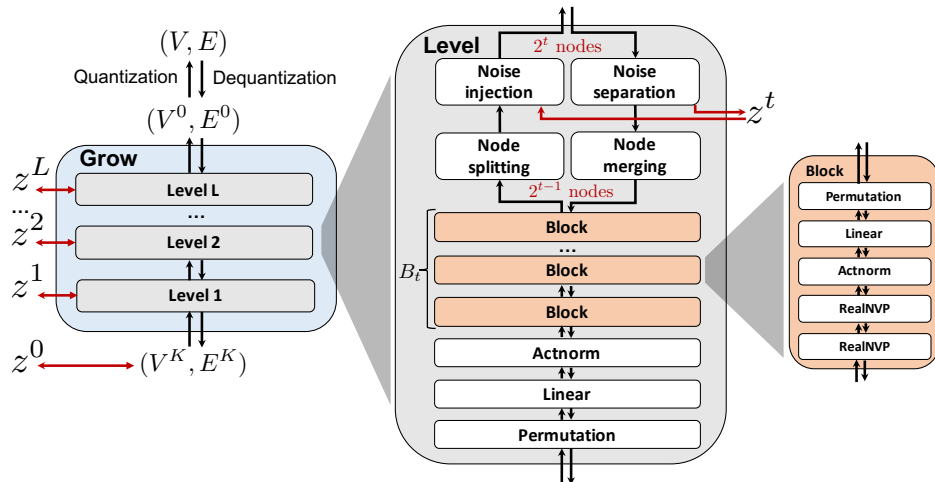 (V, E)
Quantization
Dequantization
(V^0, E^0)
Grow
z^L
Level L
...
...
z^2
Level 2
z^1
Level 1
z^0
(V^K, E^K)
Level
2^t nodes
Noise
injection
Noise
separation
z^t
Node
splitting
Node
merging
2^{t-1} nodes
Block
...
B_t
Block
Block
Actnorm
Linear
Permutation
Block
Permutation
Linear
Actnorm
RealNVP
RealNVP